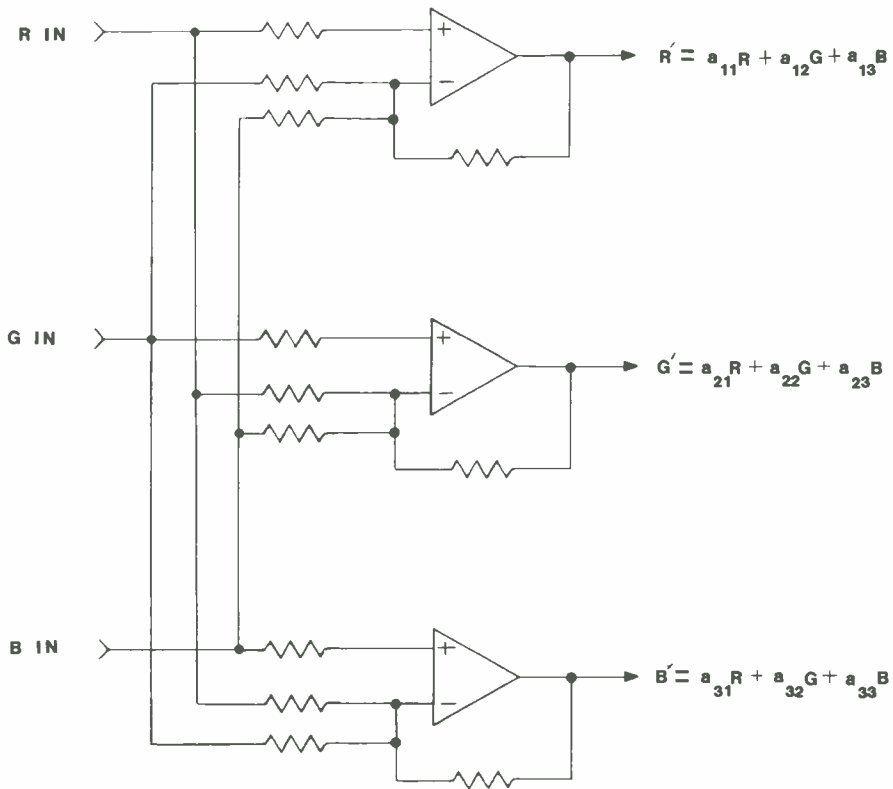 R IN
+
−
R′ = a₁₁R + a₁₂G + a₁₃B
G IN
+
−
G′ = a₂₁R + a₂₂G + a₂₃B
B IN
+
−
B′ = a₃₁R + a₃₂G + a₃₃B